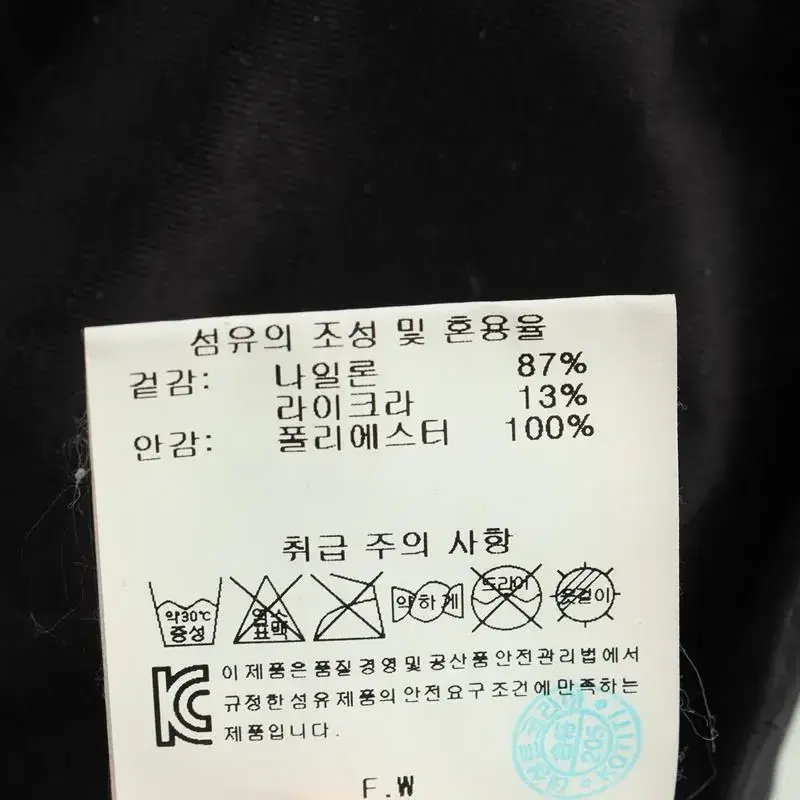 섬유의 조성 및 혼용율
겉감: 나일론 87%
라이크라 13%
안감: 폴리에스터 100%
취급 주의 사항
약30℃
중성
염소
표백
약하게
드라이
옷걸이
이 제품은 품질 경영 및 공산품 안전관리법에서
규정한 섬유 제품의 안전 요구 조건에 만족하는
제품입니다.
F.W
205